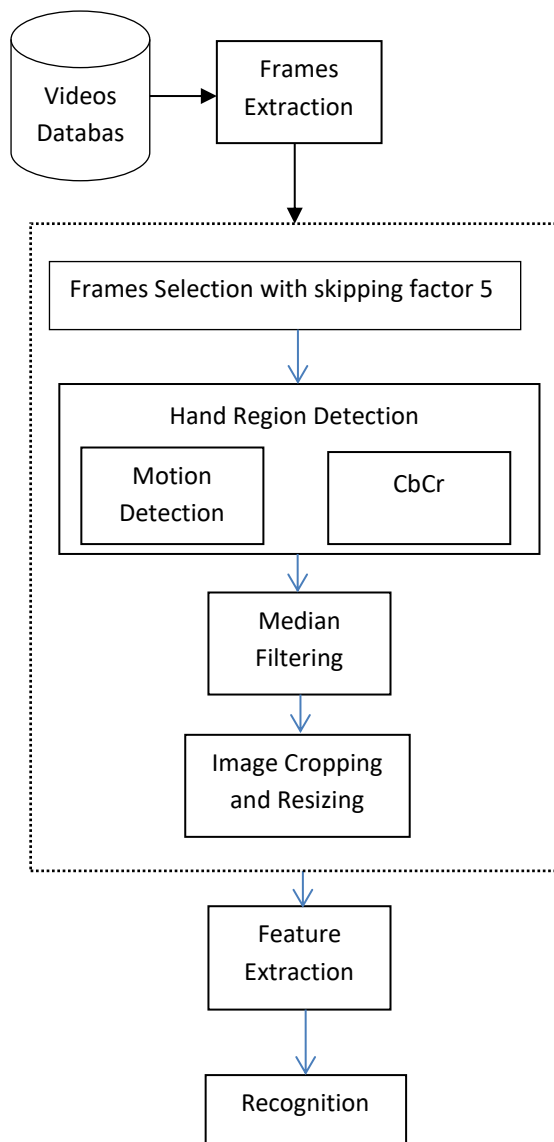 Videos
Databas
Frames
Extraction
Frames Selection with skipping factor 5
Hand Region Detection
Motion
Detection
CbCr
Median
Filtering
Image Cropping
and Resizing
Feature
Extraction
Recognition